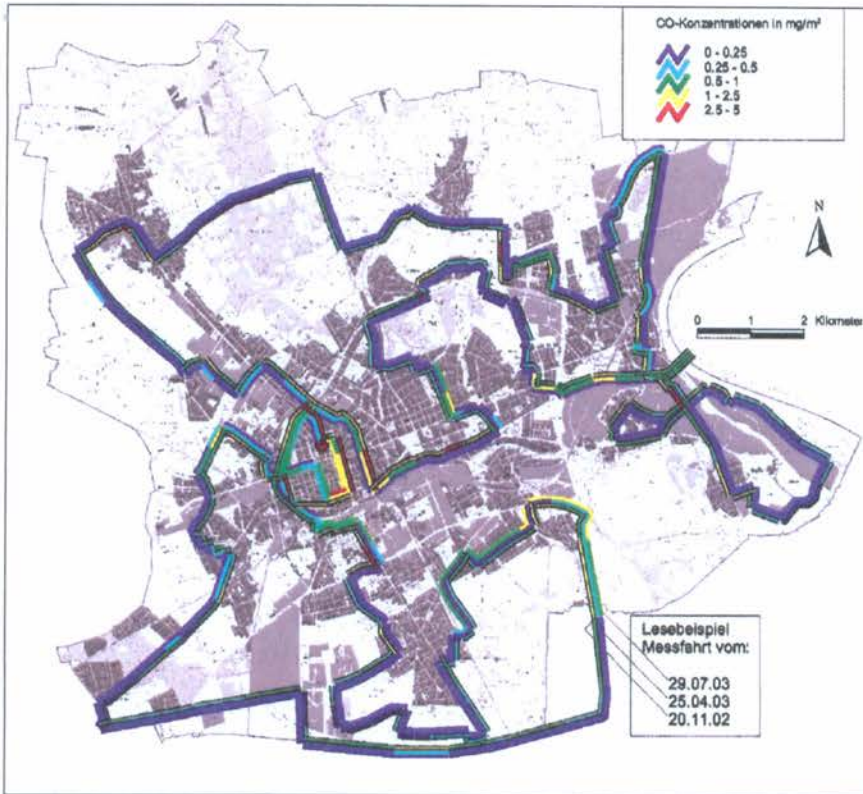 CO-Konzentrationen in mg/m³
0 - 0.25
0.25 - 0.5
0.5 - 1
1 - 2.5
2.5 - 5
N
0 1 2 Kilometer
Lesebeispiel
Messfahrt vom:
29.07.03
25.04.03
20.11.02